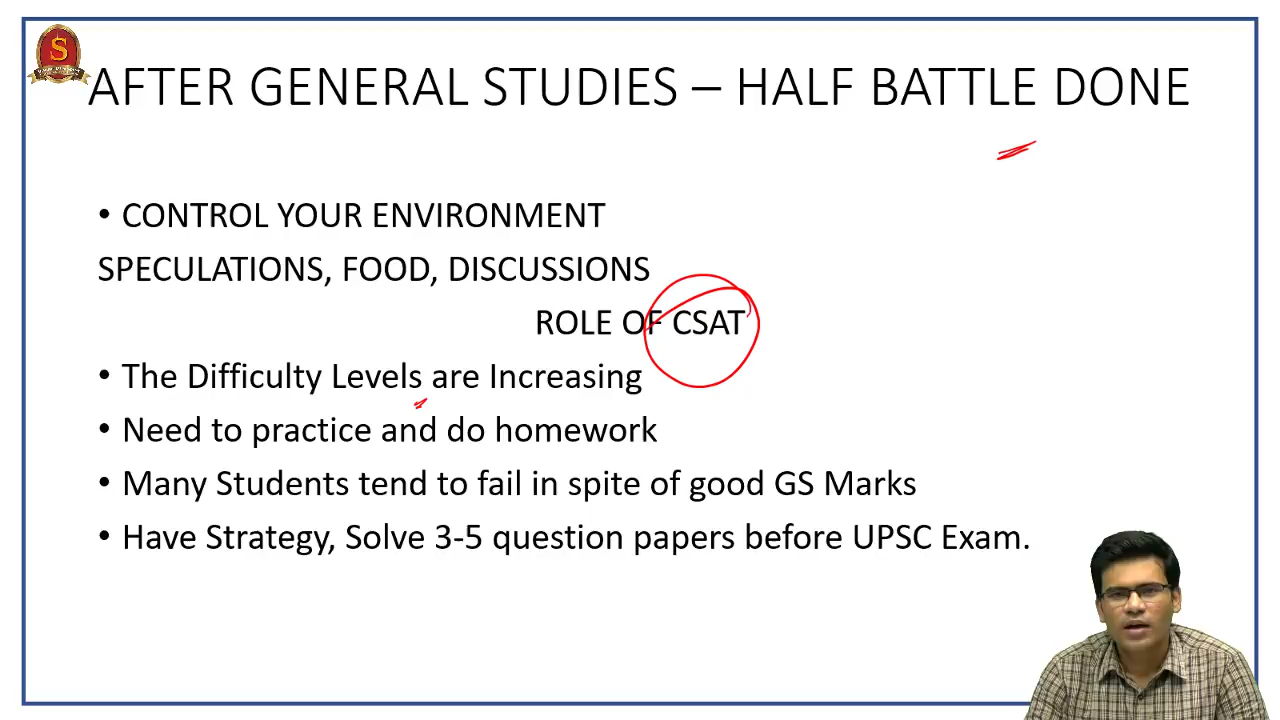 S
AFTER GENERAL STUDIES – HALF BATTLE DONE
• CONTROL YOUR ENVIRONMENT
SPECULATIONS, FOOD, DISCUSSIONS
ROLE OF CSAT
• The Difficulty Levels are Increasing
• Need to practice and do homework
• Many Students tend to fail in spite of good GS Marks
• Have Strategy, Solve 3-5 question papers before UPSC Exam.